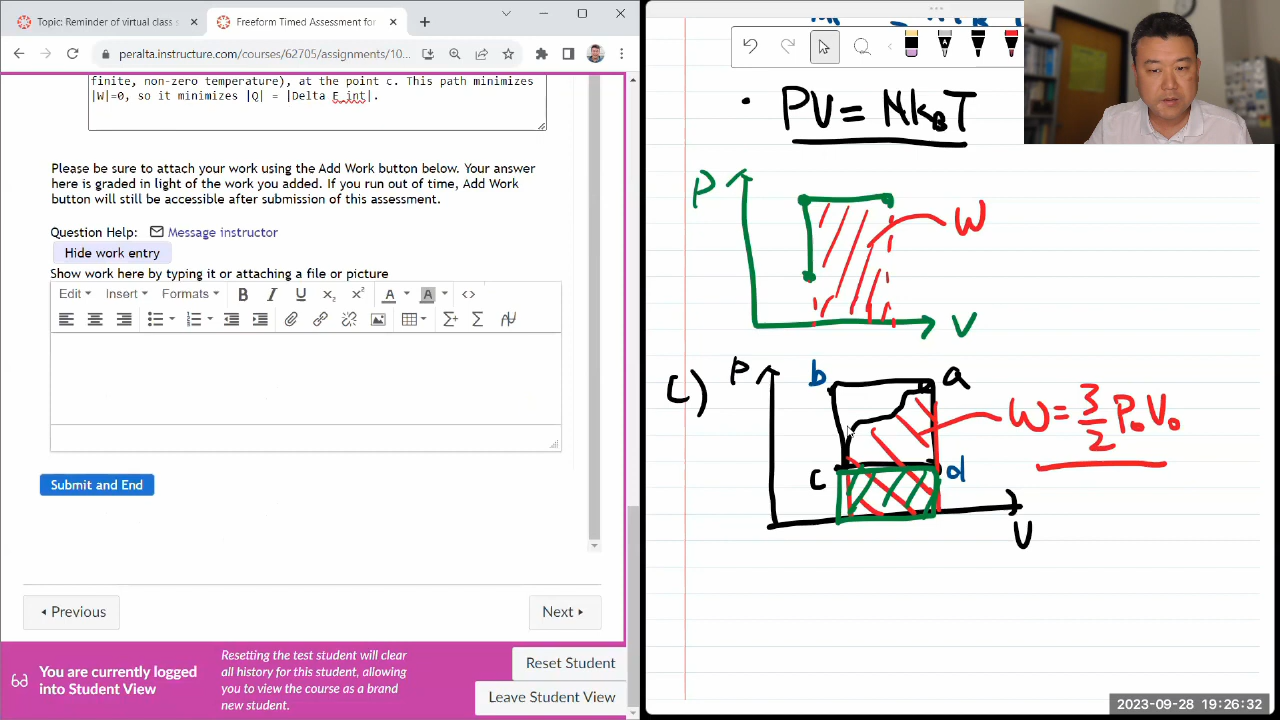 Topic: Reminder of virtual class s
Freeform Timed Assessment for
peralta.instructure.com/courses/62717/assignments/10...
finite, non-zero temperature), at the point c. This path minimizes
|W|=0, so it minimizes |Q| = |Delta E_int|.
Please be sure to attach your work using the Add Work button below. Your answer
here is graded in light of the work you added. If you run out of time, Add Work
button will still be accessible after submission of this assessment.
Question Help: Message instructor
Hide work entry
Show work here by typing it or attaching a file or picture
Edit Insert Formats B I U X₂ X² A A
Submit and End
Previous
Next
You are currently logged
into Student View
Resetting the test student will clear
all history for this student, allowing
you to view the course as a brand
new student.
Reset Student
Leave Student View
PV = NkBT
P
W
V
C)
P
b
a
W = 3/2 P₀V₀
c
d
V
2023-09-28 19:26:32